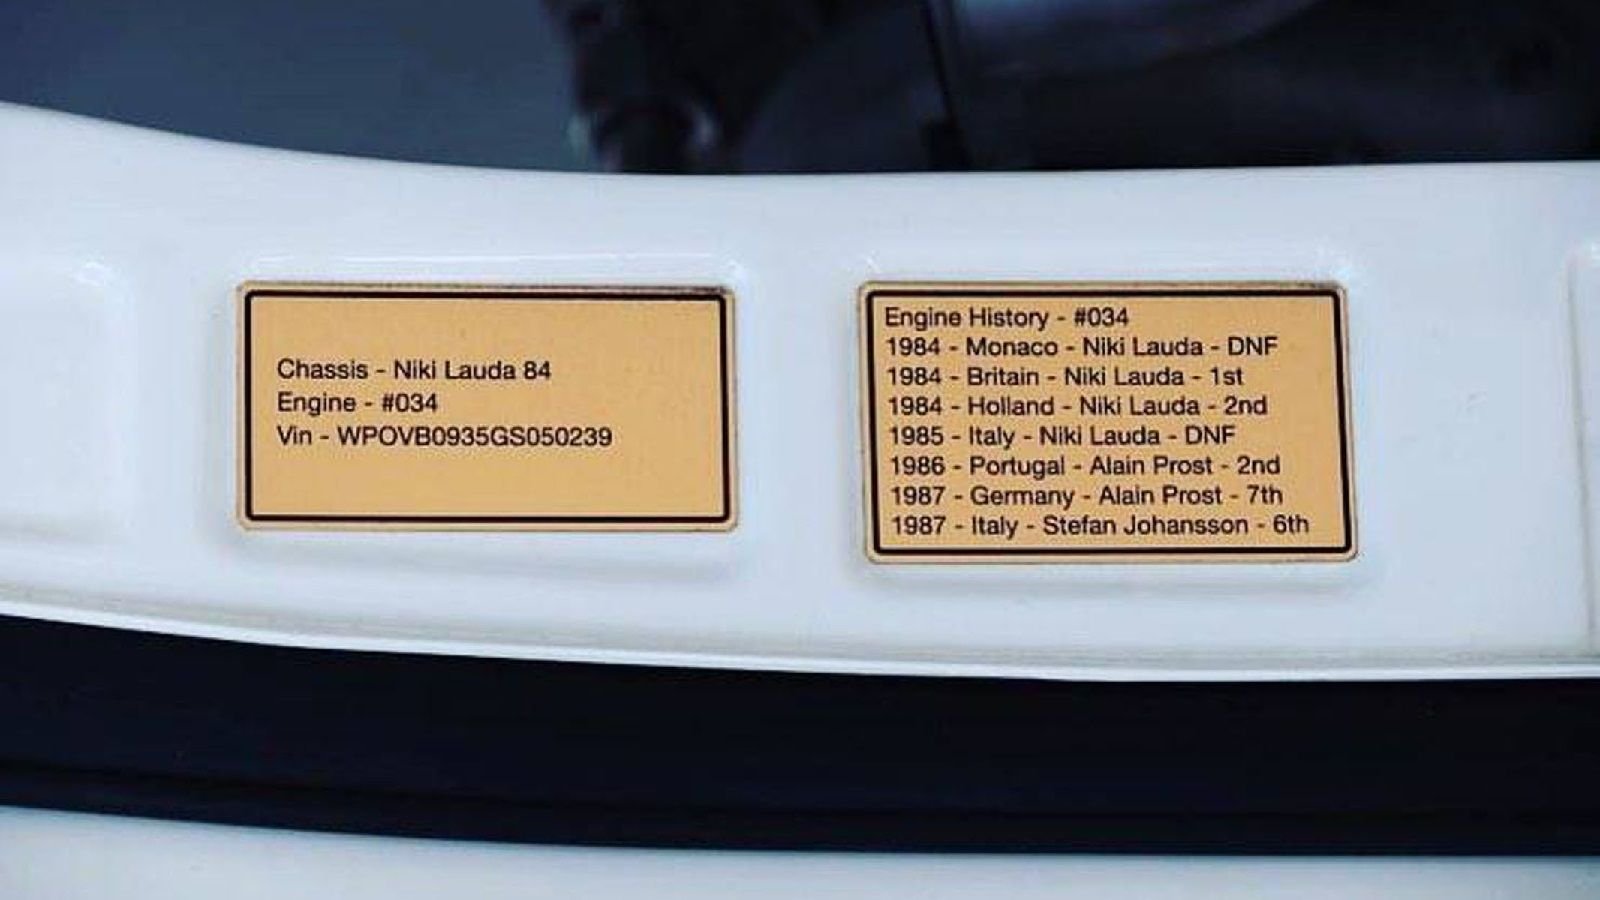 Chassis - Niki Lauda 84
Engine - #034
Vin - WPOVB0935GS050239
Engine History - #034
1984 - Monaco - Niki Lauda - DNF
1984 - Britain - Niki Lauda - 1st
1984 - Holland - Niki Lauda - 2nd
1985 - Italy - Niki Lauda - DNF
1986 - Portugal - Alain Prost - 2nd
1987 - Germany - Alain Prost - 7th
1987 - Italy - Stefan Johansson - 6th